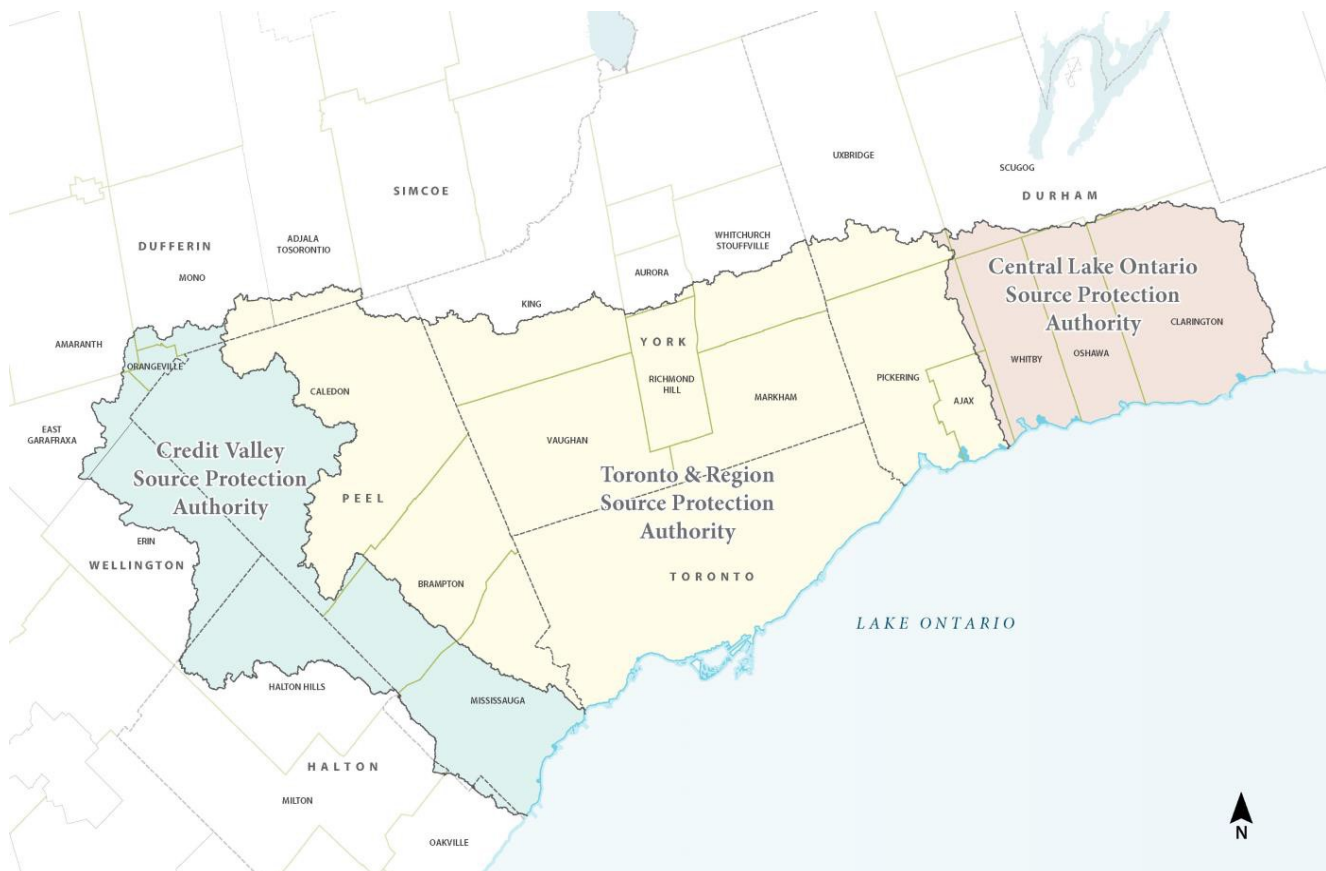 UXBRIDGE
SCUGOG
DURHAM
SIMCOE
DUFFERIN
MONO
ADJALA
TOSORONTIO
WHITCHURCH
STOUFFVILLE
AURORA
KING
Central Lake Ontario
Source Protection
Authority
CLARINGTON
WHITBY
OSHAWA
AMARANTH
ORANGEVILLE
YORK
RICHMOND
HILL
CALEDON
PICKERING
AJAX
MARKHAM
EAST
GARAFRAXA
VAUGHAN
Credit Valley
Source Protection
Authority
PEEL
Toronto & Region
Source Protection
Authority
ERIN
WELLINGTON
BRAMPTON
TORONTO
LAKE ONTARIO
HALTON HILLS
MISSISSAUGA
HALTON
MILTON
OAKVILLE
N